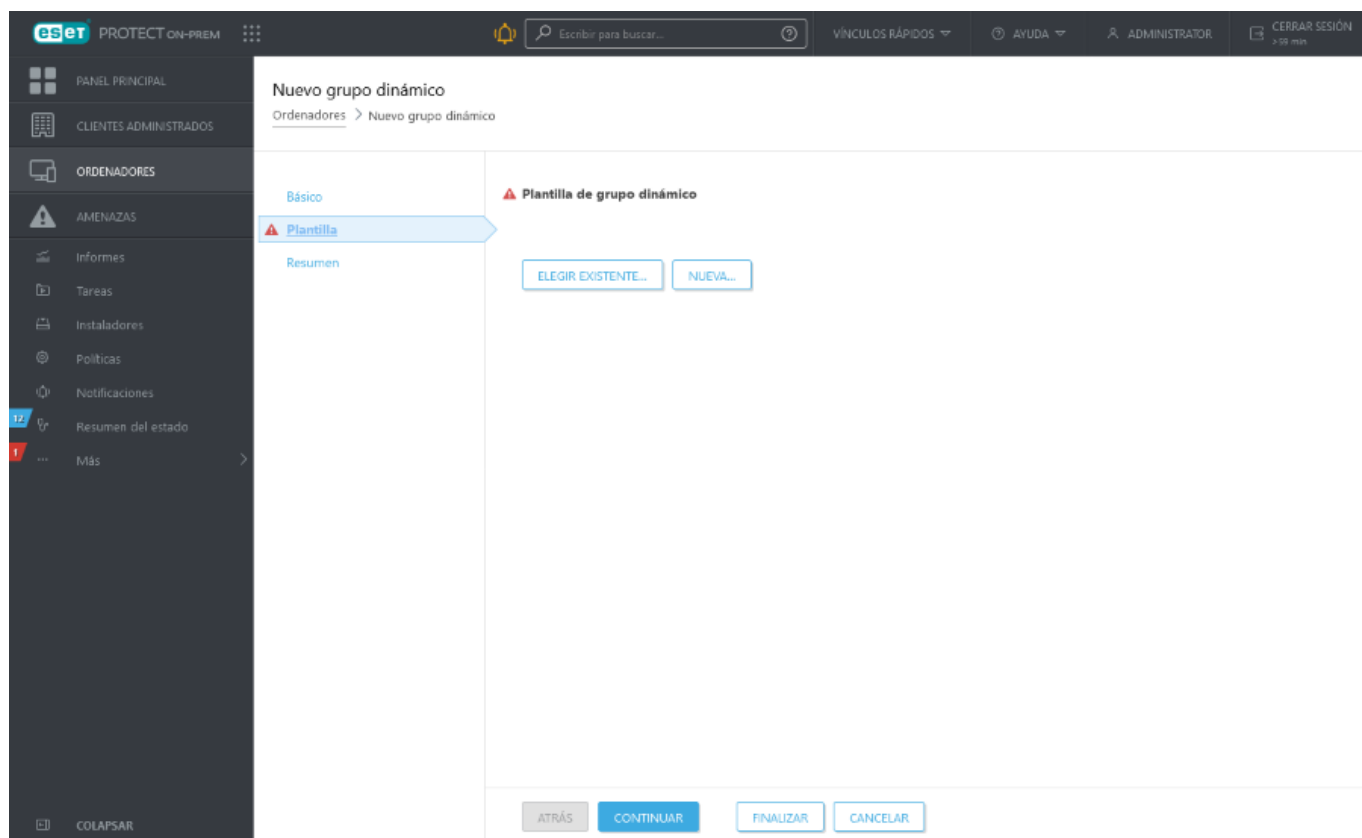 eset PROTECT ON-PREM
Escribir para buscar...
VÍNCULOS RÁPIDOS
AYUDA
ADMINISTRATOR
CERRAR SESIÓN
>59 min
PANEL PRINCIPAL
CLIENTES ADMINISTRADOS
ORDENADORES
AMENAZAS
Informes
Tareas
Instaladores
Políticas
Notificaciones
12
Resumen del estado
1
Más
COLAPSAR
Nuevo grupo dinámico
Ordenadores > Nuevo grupo dinámico
Básico
Plantilla
Resumen
Plantilla de grupo dinámico
ELEGIR EXISTENTE...
NUEVA...
ATRÁS
CONTINUAR
FINALIZAR
CANCELAR